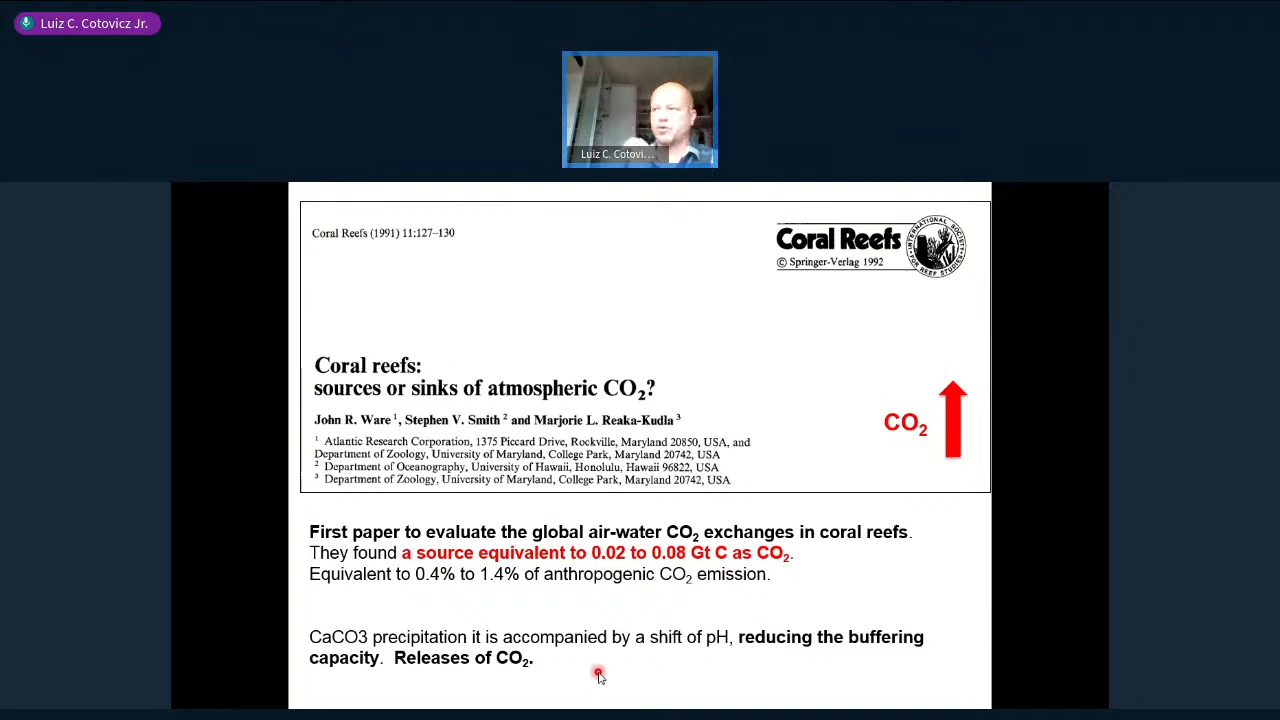 Luiz C. Cotovicz Jr.
Luiz C. Cotovi...
Coral Reefs (1991) 11:127–130
Coral Reefs
© Springer-Verlag 1992
INTERNATIONAL SOCIETY
FOR REEF STUDIES
Coral reefs:
sources or sinks of atmospheric CO₂?
John R. Ware ¹, Stephen V. Smith ² and Marjorie L. Reaka-Kudla ³
¹ Atlantic Research Corporation, 1375 Piccard Drive, Rockville, Maryland 20850, USA, and
Department of Zoology, University of Maryland, College Park, Maryland 20742, USA
² Department of Oceanography, University of Hawaii, Honolulu, Hawaii 96822, USA
³ Department of Zoology, University of Maryland, College Park, Maryland 20742, USA
CO₂
First paper to evaluate the global air-water CO₂ exchanges in coral reefs.
They found a source equivalent to 0.02 to 0.08 Gt C as CO₂.
Equivalent to 0.4% to 1.4% of anthropogenic CO₂ emission.
CaCO3 precipitation it is accompanied by a shift of pH, reducing the buffering
capacity. Releases of CO₂.